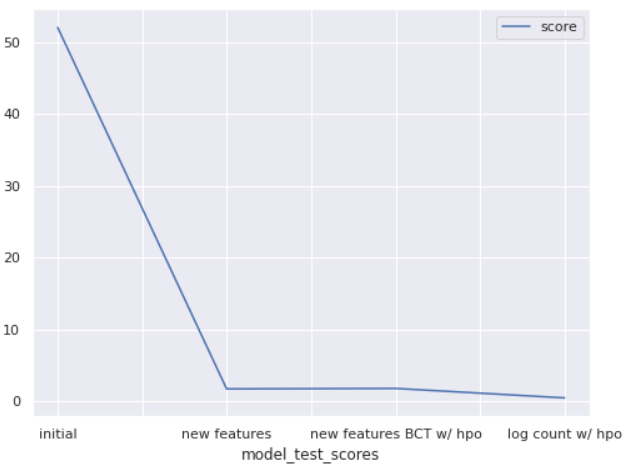 score
50
40
30
20
10
0
initial new features new features BCT w/ hpo log count w/ hpo
model_test_scores